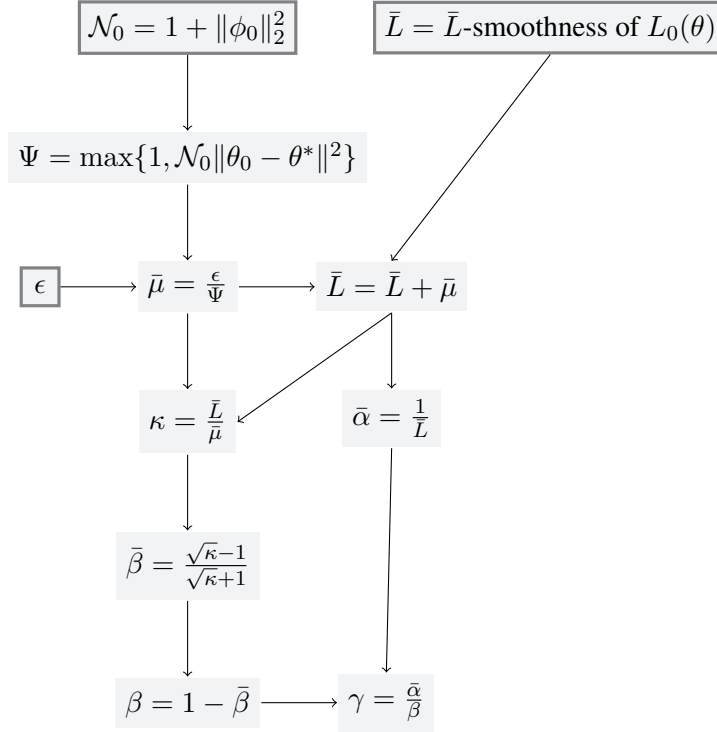 𝒩₀ = 1 + ‖ϕ₀‖₂²
L̄ = L̄-smoothness of L₀(θ)
Ψ = max{1, 𝒩₀‖θ₀ − θ*‖²}
ϵ
μ̄ = ϵ/Ψ
L̄ = L̄ + μ̄
κ = L̄/μ̄
ᾱ = 1/L̄
β̄ = (√κ−1)/(√κ+1)
β = 1 − β̄
γ = ᾱ/β